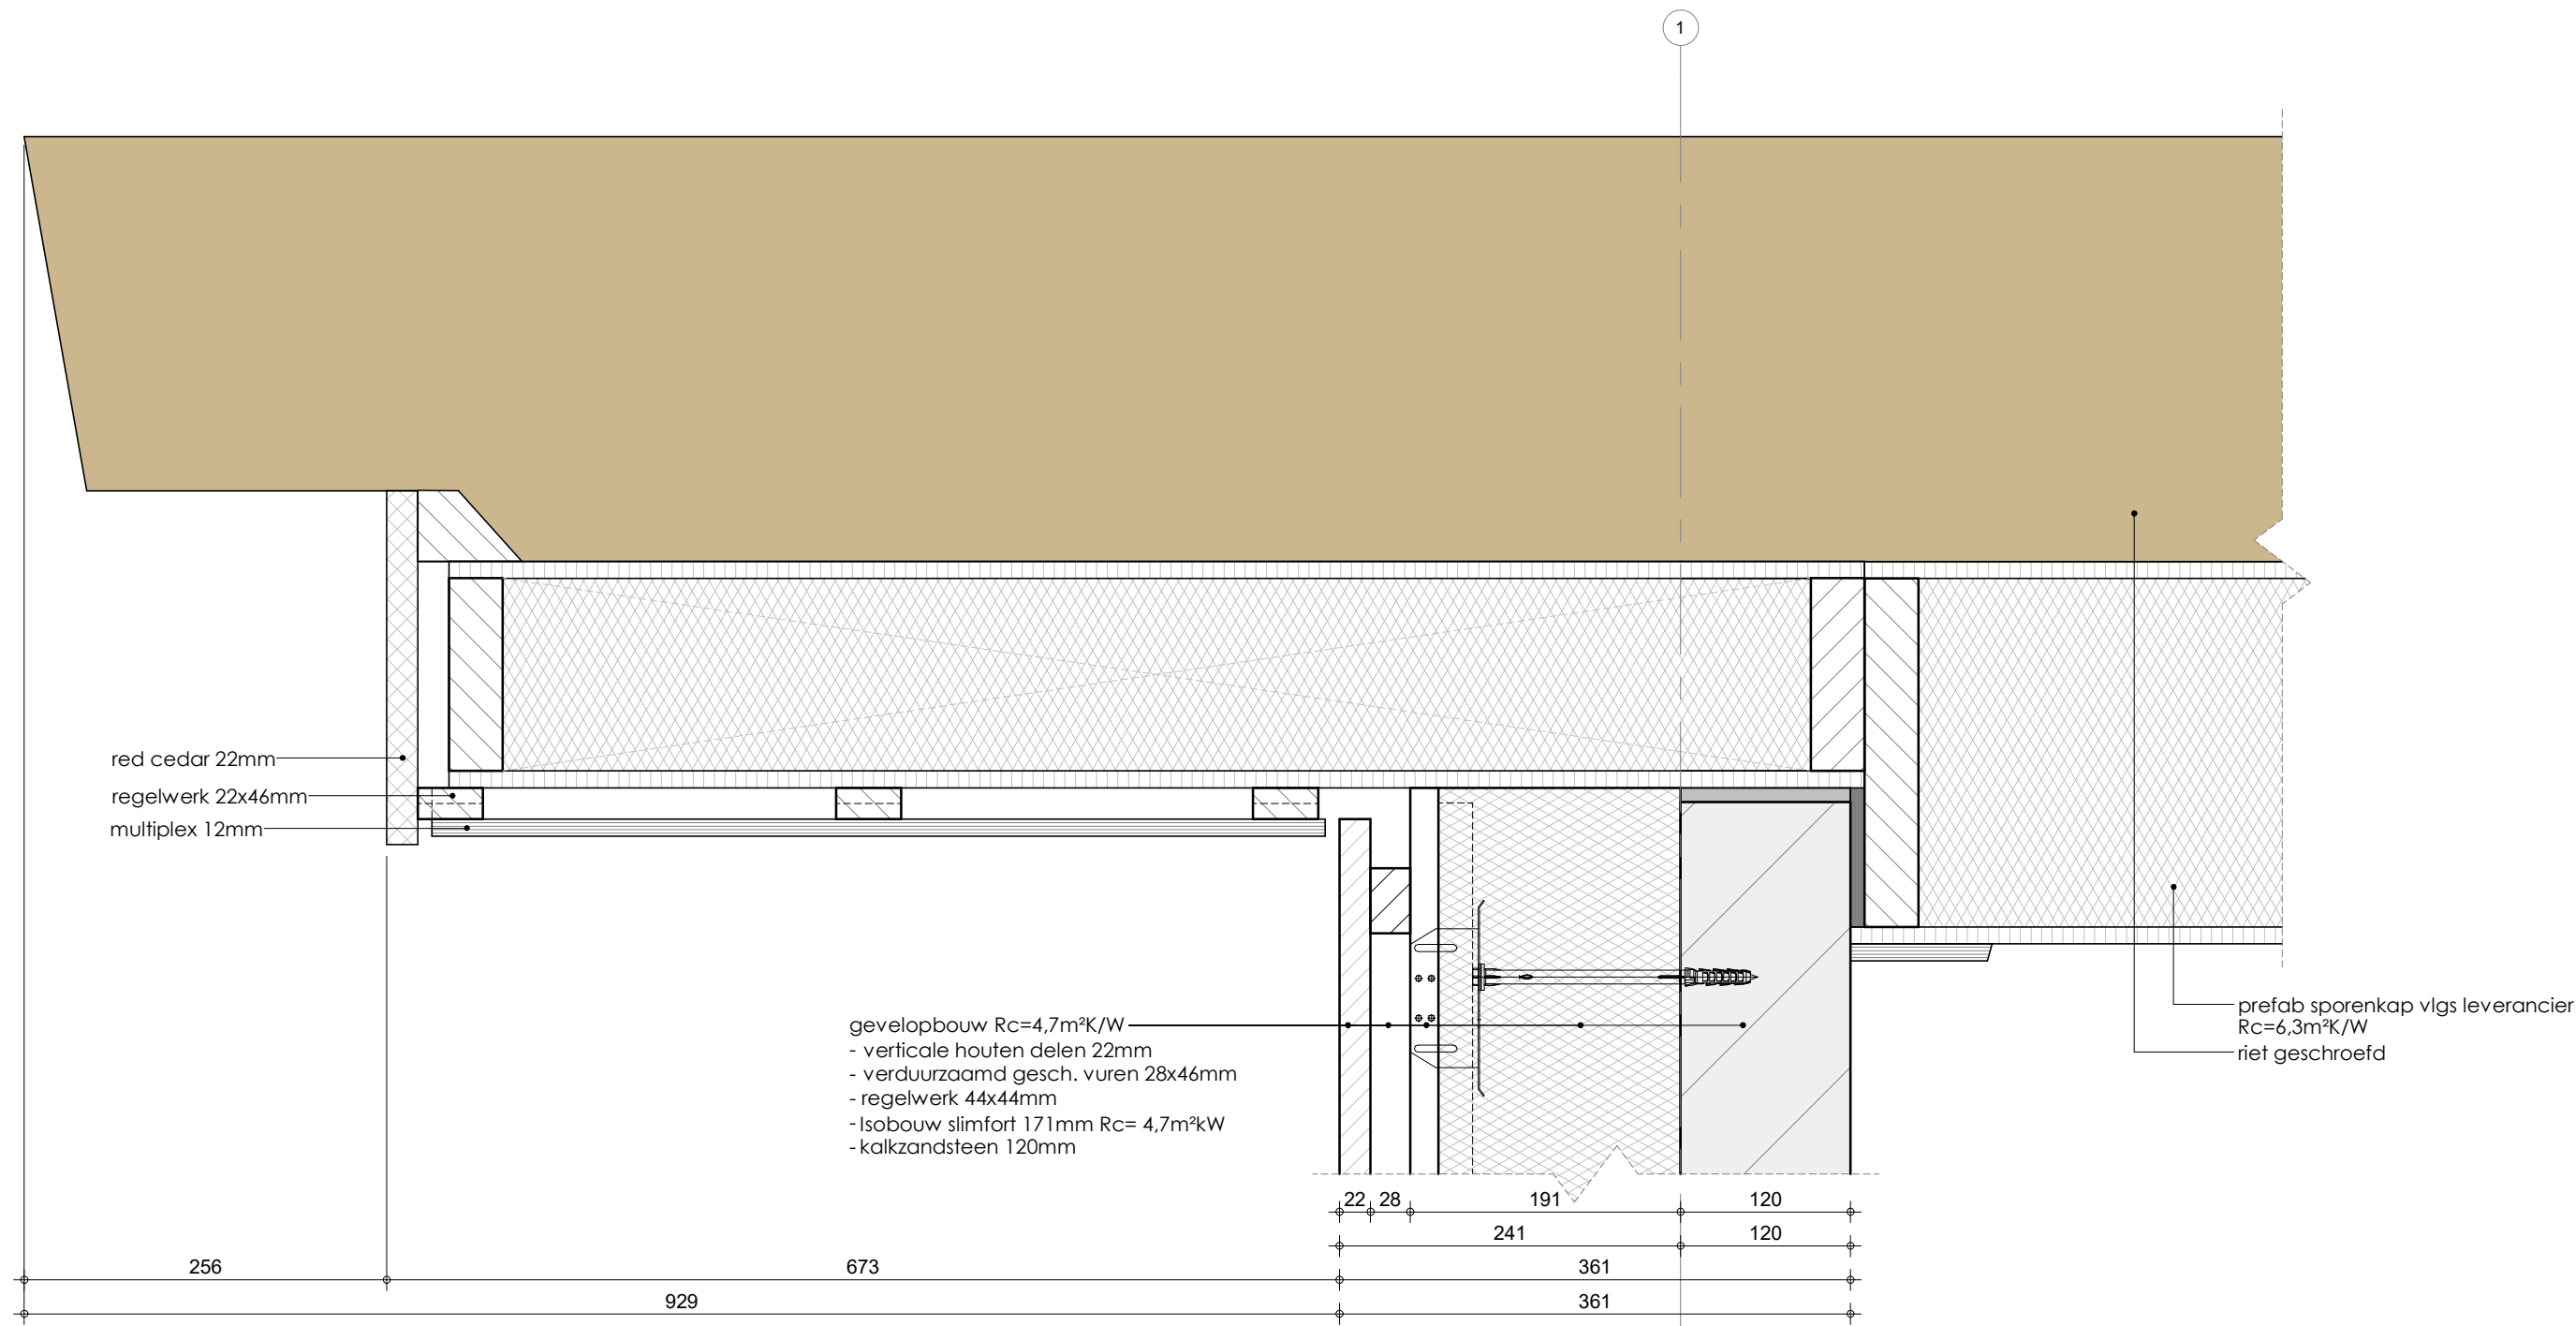 1
red cedar 22mm
regelwerk 22x46mm
multiplex 12mm
gevelopbouw Rc=4,7m²K/W
- verticale houten delen 22mm
- verduurzaamd gesch. vuren 28x46mm
- regelwerk 44x44mm
- Isobouw slimfort 171mm Rc= 4,7m²kW
- kalkzandsteen 120mm
prefab sporenkap vlgs leverancier
Rc=6,3m²K/W
riet geschroefd
22 28 191 120
241 120
256 673 361
929 361